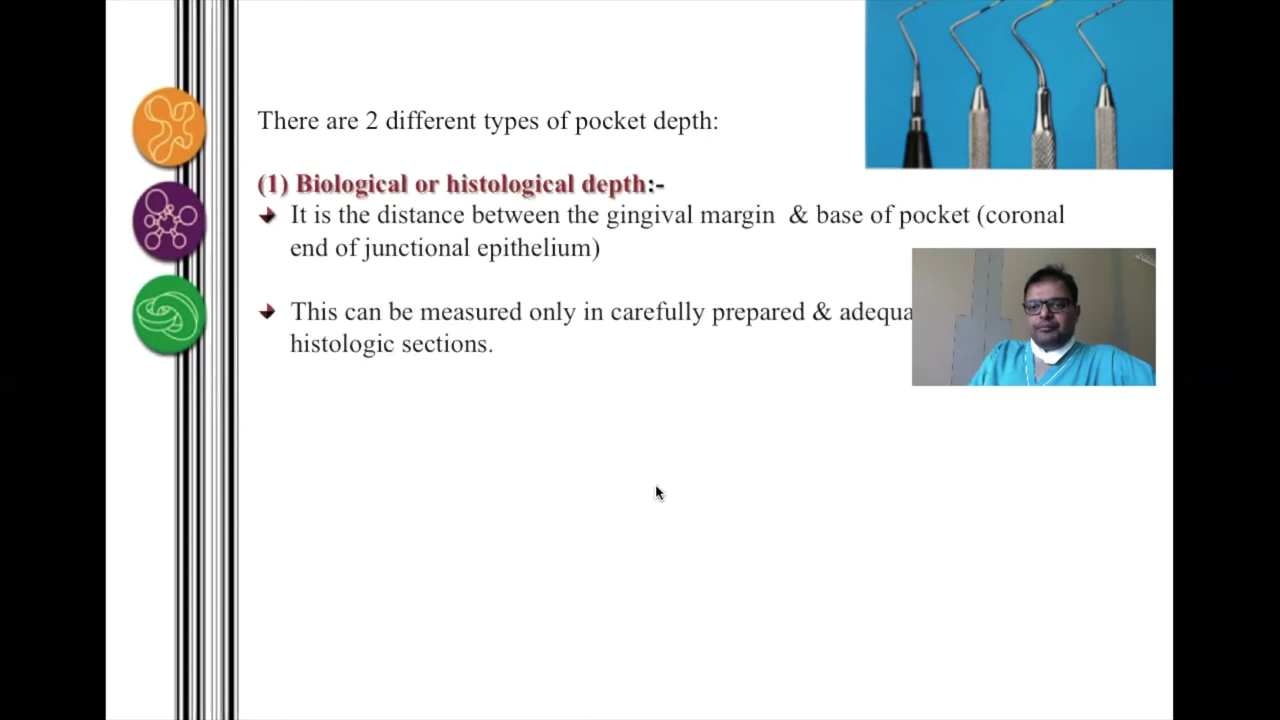 There are 2 different types of pocket depth:
(1) Biological or histological depth:-
It is the distance between the gingival margin & base of pocket (coronal
end of junctional epithelium)
This can be measured only in carefully prepared & 
histologic sections.